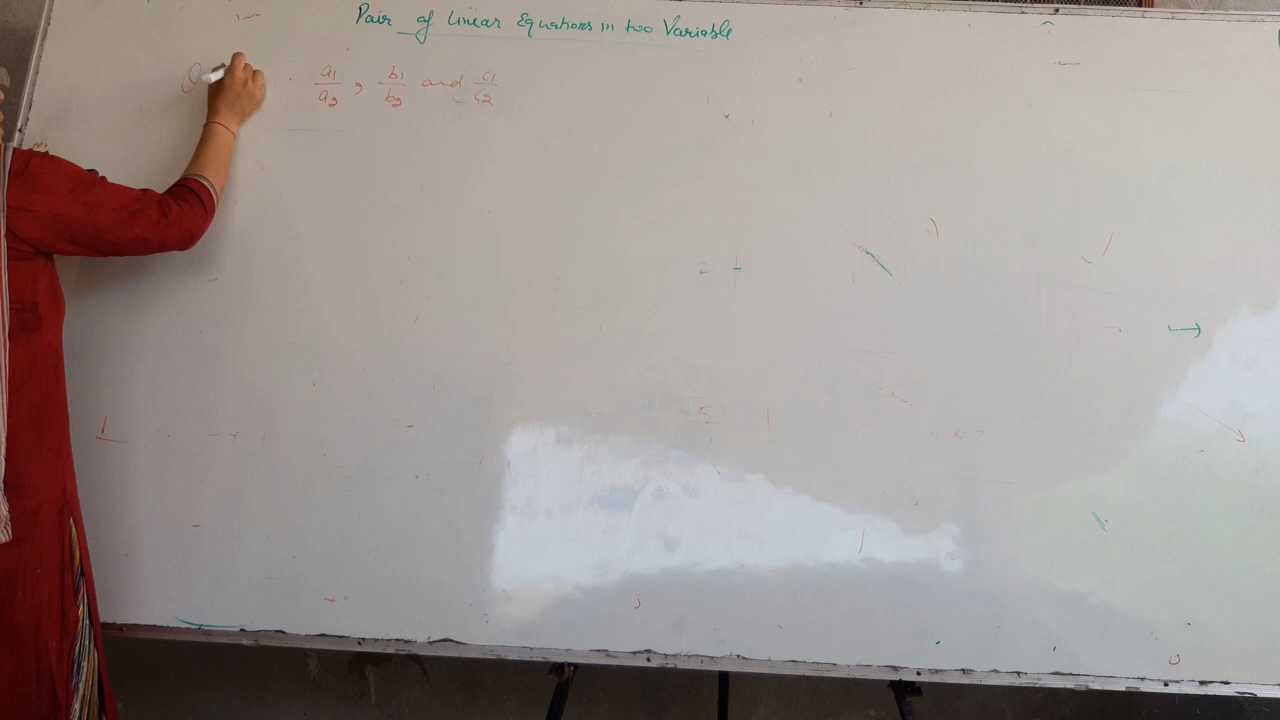 Pair of Linear Equations in two Variable
a1/a2 , b1/b2 and c1/c2